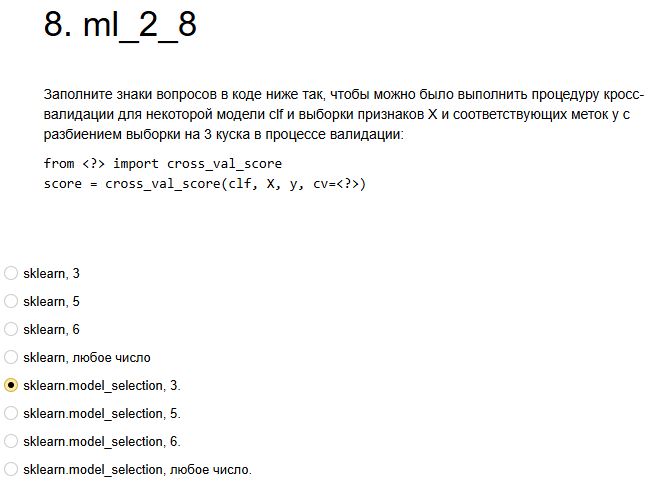 8. ml_2_8
Заполните знаки вопросов в коде ниже так, чтобы можно было выполнить процедуру кросс-
валидации для некоторой модели clf и выборки признаков X и соответствующих меток y с
разбиением выборки на 3 куска в процессе валидации:
from <?> import cross_val_score
score = cross_val_score(clf, X, y, cv=<?>)
sklearn, 3
sklearn, 5
sklearn, 6
sklearn, любое число
sklearn.model_selection, 3.
sklearn.model_selection, 5.
sklearn.model_selection, 6.
sklearn.model_selection, любое число.